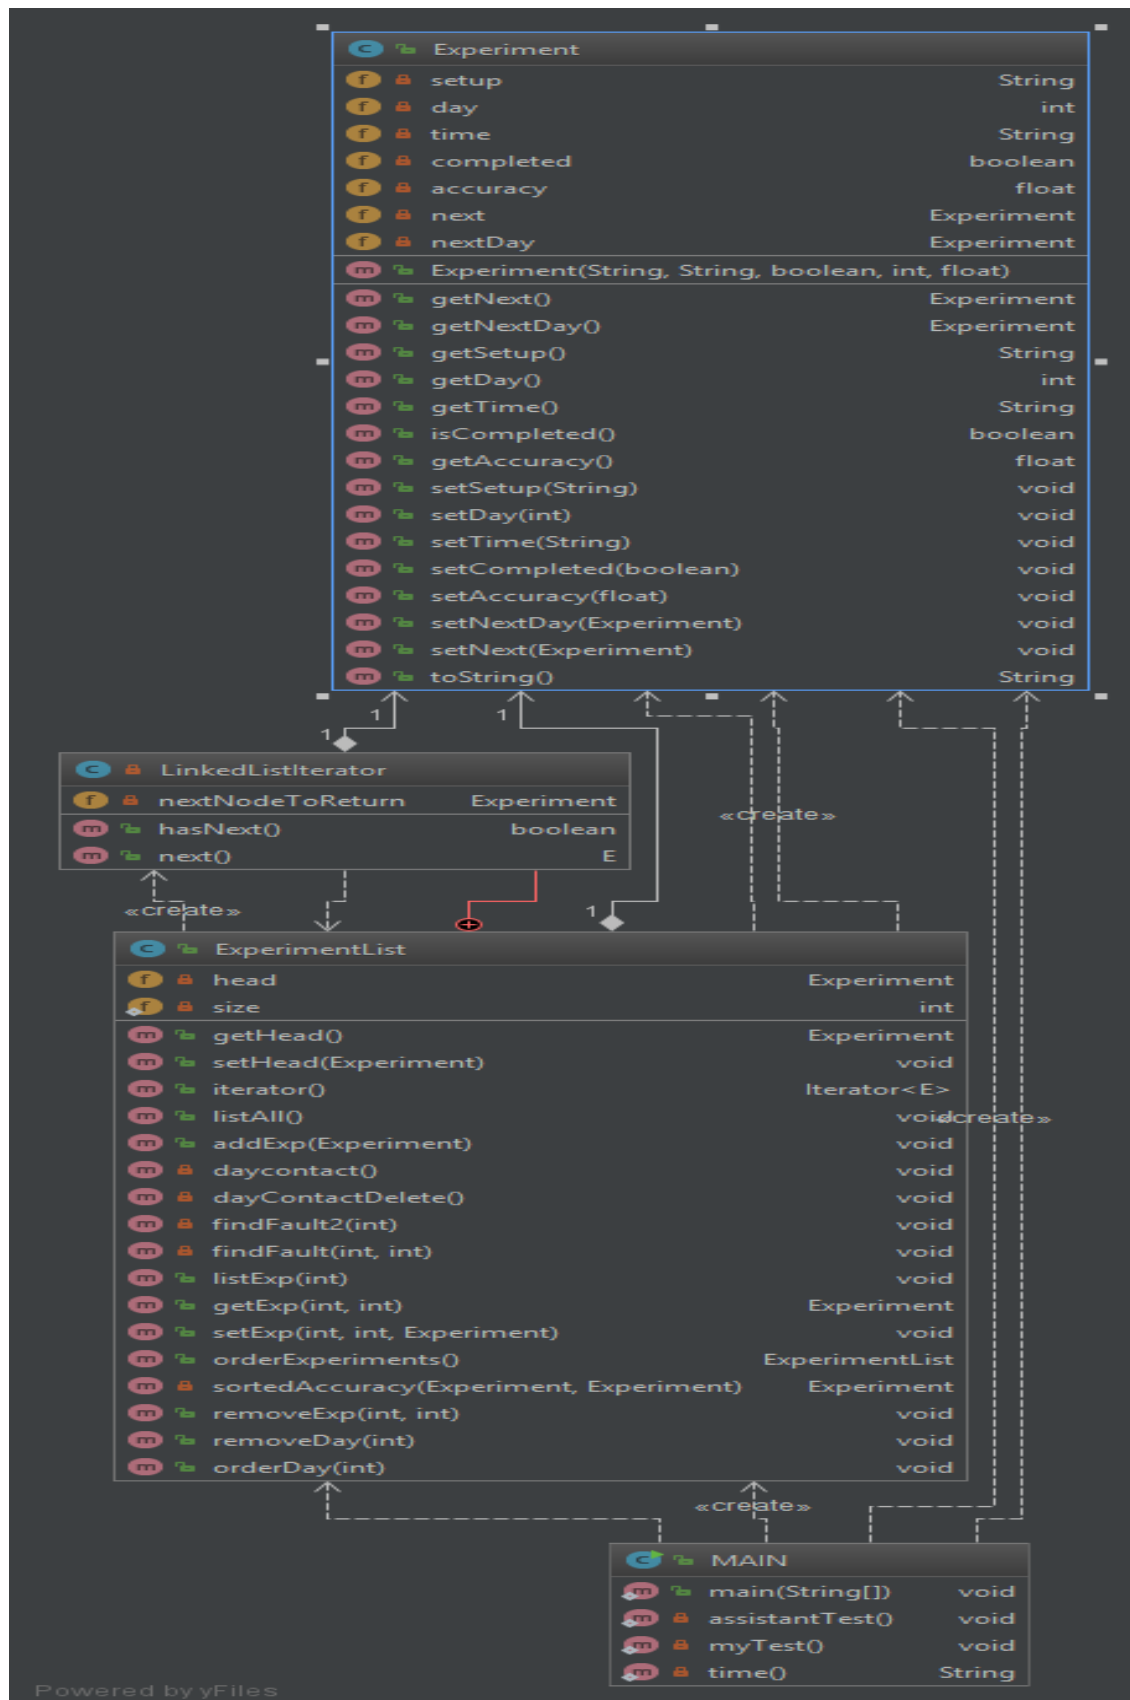 Experiment
setup String
day int
time String
completed boolean
accuracy float
next Experiment
nextDay Experiment
Experiment(String, String, boolean, int, float)
getNext() Experiment
getNextDay() Experiment
getSetup() String
getDay() int
getTime() String
isCompleted() boolean
getAccuracy() float
setSetup(String) void
setDay(int) void
setTime(String) void
setCompleted(boolean) void
setAccuracy(float) void
setNextDay(Experiment) void
setNext(Experiment) void
toString() String
1 1
1
LinkedListIterator
nextNodeToReturn Experiment
hasNext() boolean
next() E
«create»
«create»
1
ExperimentList
head Experiment
size int
getHead() Experiment
setHead(Experiment) void
iterator() Iterator<E>
listAll() void
«create»
addExp(Experiment) void
daycontact() void
dayContactDelete() void
findFault2(int) void
findFault(int, int) void
listExp(int) void
getExp(int, int) Experiment
setExp(int, int, Experiment) void
orderExperiments() ExperimentList
sortedAccuracy(Experiment, Experiment) Experiment
removeExp(int, int) void
removeDay(int) void
orderDay(int) void
«create»
MAIN
main(String[]) void
assistantTest() void
myTest() void
time() String
Powered by yFiles